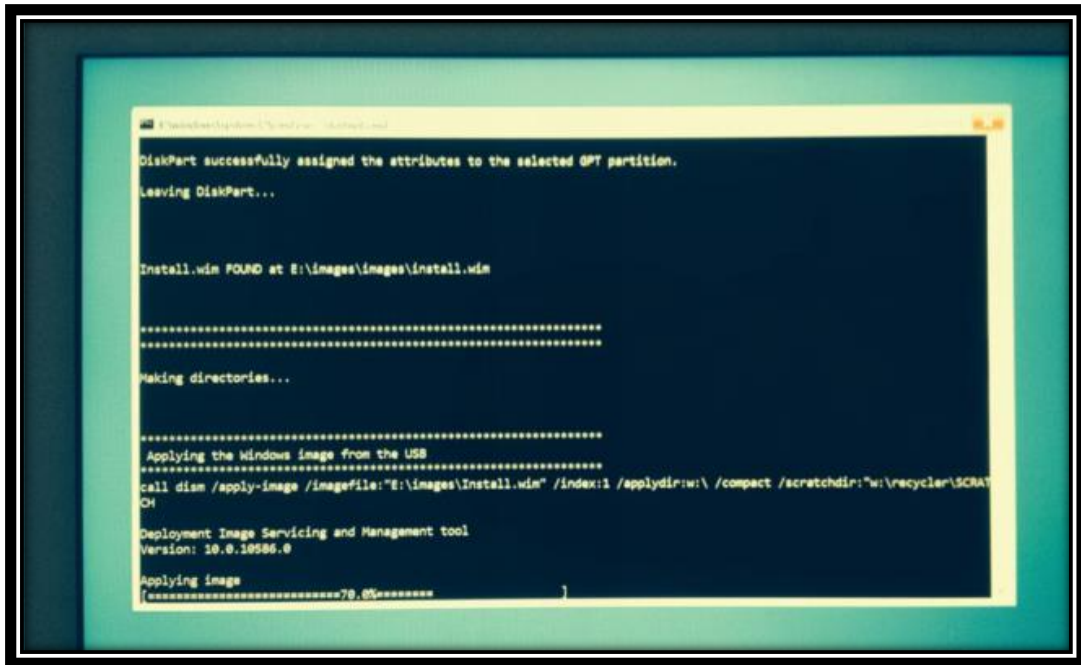 DiskPart successfully assigned the attributes to the selected GPT partition.
Leaving DiskPart...
Install.wim FOUND at E:\images\images\install.wim
*****************************************************************
*****************************************************************
Making directories...
*****************************************************************
Applying the Windows image from the USB
*****************************************************************
call dism /apply-image /imagefile:"E:\images\Install.wim" /index:1 /applydir:w:\ /compact /scratchdir:"w:\recycler\SCRAT
CH
Deployment Image Servicing and Management tool
Version: 10.0.10586.0
Applying image
[===========================70.0%======== ]